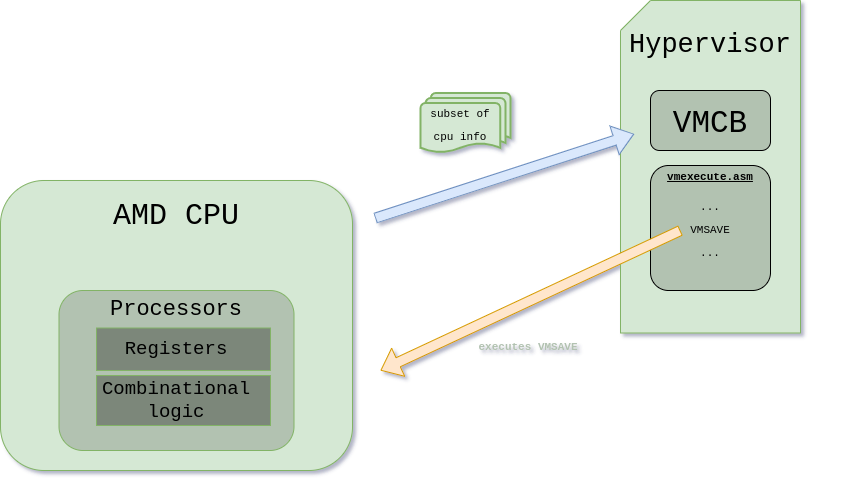 Hypervisor
subset of
cpu info
VMCB
vmexecute.asm
...
VMSAVE
...
AMD CPU
Processors
Registers
Combinational
logic
executes VMSAVE